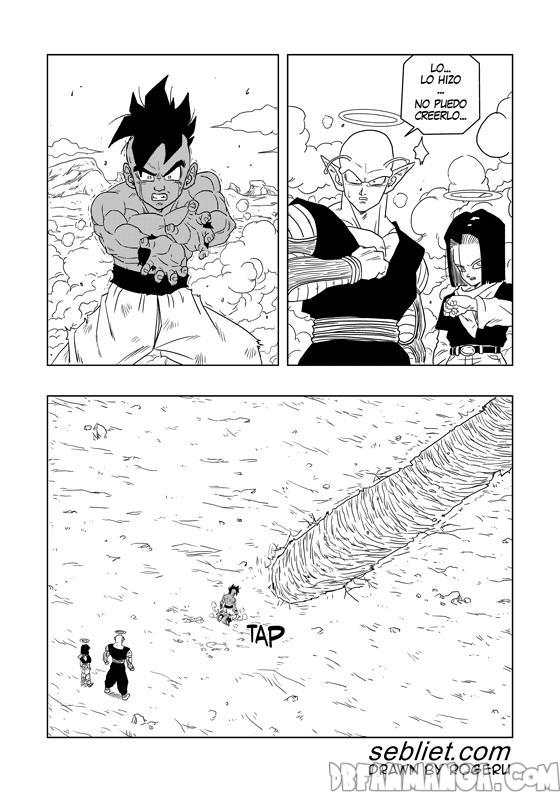 LO...
LO HIZO
...
NO PUEDO
CREERLO...
TAP
sebliet.com
DRAWN BY ROGERU
DBFANMANGA.COM